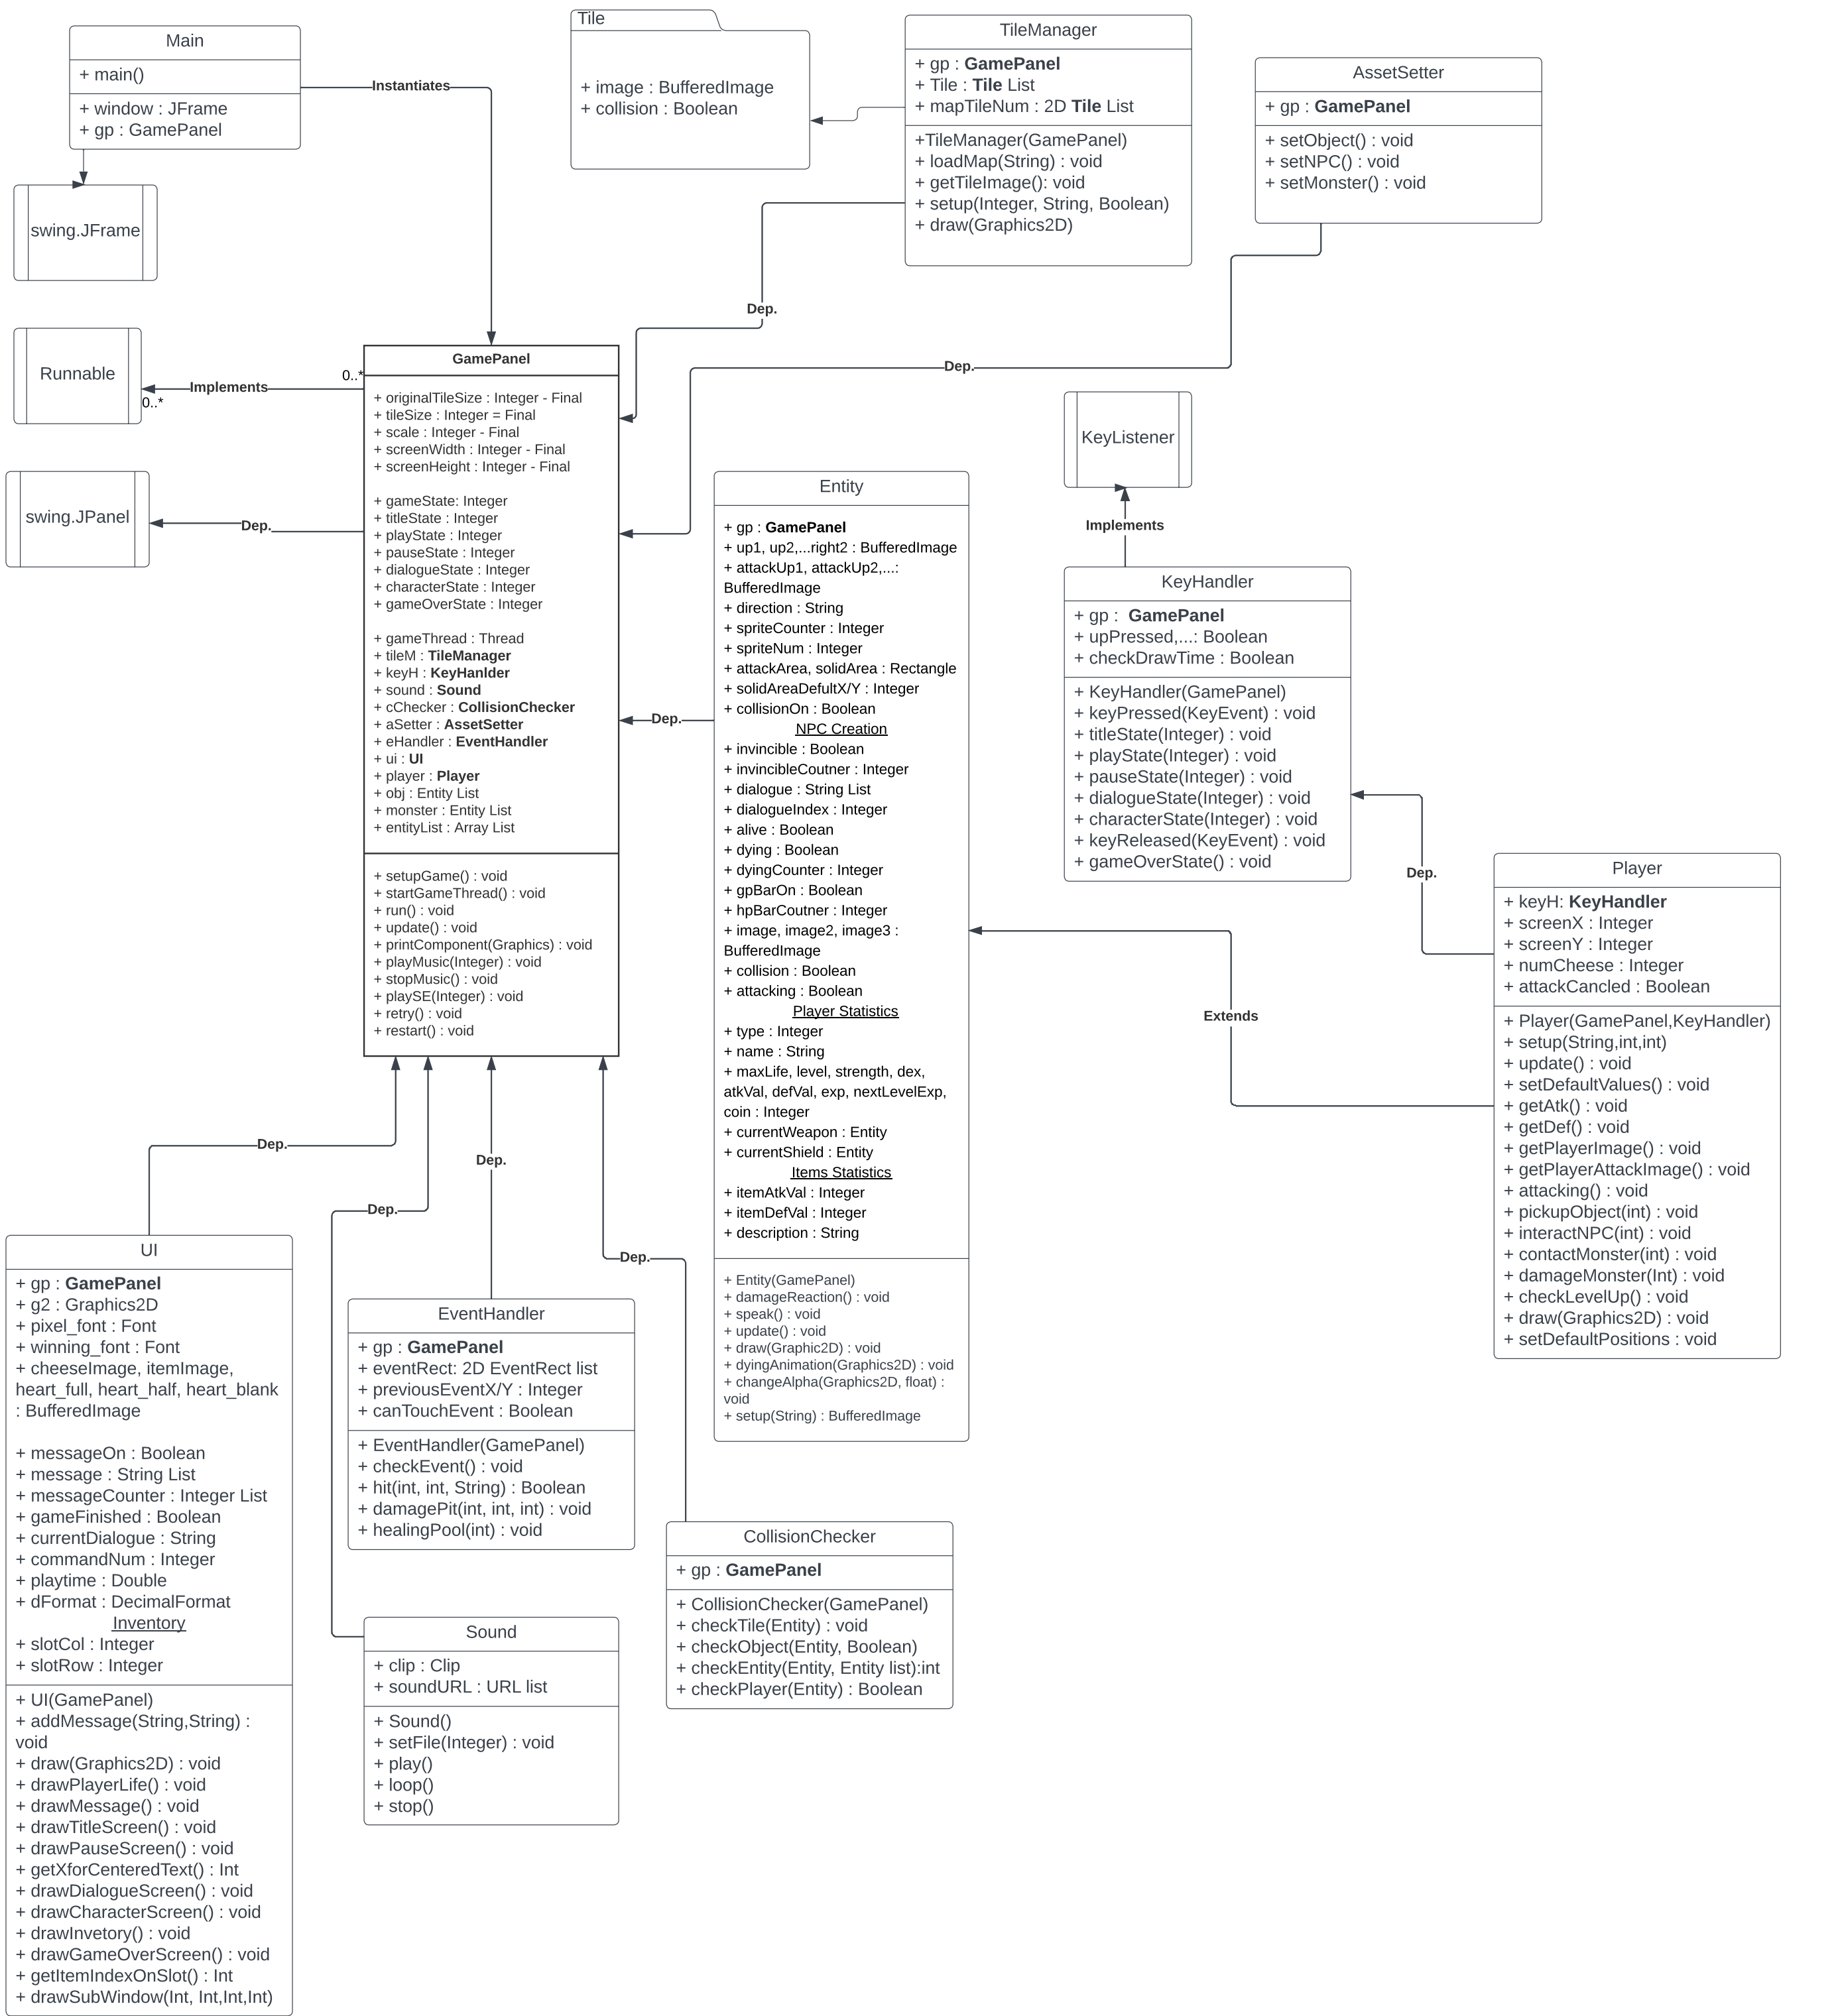 Main
+ main()
+ window : JFrame
+ gp : GamePanel
Instantiates
swing.JFrame
Tile
+ image : BufferedImage
+ collision : Boolean
TileManager
+ gp : GamePanel
+ Tile : Tile List
+ mapTileNum : 2D Tile List
+TileManager(GamePanel)
+ loadMap(String) : void
+ getTileImage(): void
+ setup(Integer, String, Boolean)
+ draw(Graphics2D)
Dep.
AssetSetter
+ gp : GamePanel
+ setObject() : void
+ setNPC() : void
+ setMonster() : void
Dep.
Runnable
0..*
Implements
0..*
swing.JPanel
Dep.
GamePanel
+ originalTileSize : Integer - Final
+ tileSize : Integer = Final
+ scale : Integer - Final
+ screenWidth : Integer - Final
+ screenHeight : Integer - Final
+ gameState: Integer
+ titleState : Integer
+ playState : Integer
+ pauseState : Integer
+ dialogueState : Integer
+ characterState : Integer
+ gameOverState : Integer
+ gameThread : Thread
+ tileM : TileManager
+ keyH : KeyHanlder
+ sound : Sound
+ cChecker : CollisionChecker
+ aSetter : AssetSetter
+ eHandler : EventHandler
+ ui : UI
+ player : Player
+ obj : Entity List
+ monster : Entity List
+ entityList : Array List
+ setupGame() : void
+ startGameThread() : void
+ run() : void
+ update() : void
+ printComponent(Graphics) : void
+ playMusic(Integer) : void
+ stopMusic() : void
+ playSE(Integer) : void
+ retry() : void
+ restart() : void
Dep.
Entity
+ gp : GamePanel
+ up1, up2,...right2 : BufferedImage
+ attackUp1, attackUp2,...:
BufferedImage
+ direction : String
+ spriteCounter : Integer
+ spriteNum : Integer
+ attackArea, solidArea : Rectangle
+ solidAreaDefultX/Y : Integer
+ collisionOn : Boolean
NPC Creation
+ invincible : Boolean
+ invincibleCoutner : Integer
+ dialogue : String List
+ dialogueIndex : Integer
+ alive : Boolean
+ dying : Boolean
+ dyingCounter : Integer
+ gpBarOn : Boolean
+ hpBarCoutner : Integer
+ image, image2, image3 :
BufferedImage
+ collision : Boolean
+ attacking : Boolean
Player Statistics
+ type : Integer
+ name : String
+ maxLife, level, strength, dex,
atkVal, defVal, exp, nextLevelExp,
coin : Integer
+ currentWeapon : Entity
+ currentShield : Entity
Items Statistics
+ itemAtkVal : Integer
+ itemDefVal : Integer
+ description : String
+ Entity(GamePanel)
+ damageReaction() : void
+ speak() : void
+ update() : void
+ draw(Graphic2D) : void
+ dyingAnimation(Graphics2D) : void
+ changeAlpha(Graphics2D, float) :
void
+ setup(String) : BufferedImage
KeyListener
Implements
KeyHandler
+ gp :  GamePanel
+ upPressed,...: Boolean
+ checkDrawTime : Boolean
+ KeyHandler(GamePanel)
+ keyPressed(KeyEvent) : void
+ titleState(Integer) : void
+ playState(Integer) : void
+ pauseState(Integer) : void
+ dialogueState(Integer) : void
+ characterState(Integer) : void
+ keyReleased(KeyEvent) : void
+ gameOverState() : void
Dep.
Extends
Player
+ keyH: KeyHandler
+ screenX : Integer
+ screenY : Integer
+ numCheese : Integer
+ attackCancled : Boolean
+ Player(GamePanel,KeyHandler)
+ setup(String,int,int)
+ update() : void
+ setDefaultValues() : void
+ getAtk() : void
+ getDef() : void
+ getPlayerImage() : void
+ getPlayerAttackImage() : void
+ attacking() : void
+ pickupObject(int) : void
+ interactNPC(int) : void
+ contactMonster(int) : void
+ damageMonster(Int) : void
+ checkLevelUp() : void
+ draw(Graphics2D) : void
+ setDefaultPositions : void
Dep.
Dep.
Dep.
Dep.
UI
+ gp : GamePanel
+ g2 : Graphics2D
+ pixel_font : Font
+ winning_font : Font
+ cheeseImage, itemImage,
heart_full, heart_half, heart_blank
: BufferedImage
+ messageOn : Boolean
+ message : String List
+ messageCounter : Integer List
+ gameFinished : Boolean
+ currentDialogue : String
+ commandNum : Integer
+ playtime : Double
+ dFormat : DecimalFormat
Inventory
+ slotCol : Integer
+ slotRow : Integer
+ UI(GamePanel)
+ addMessage(String,String) :
void
+ draw(Graphics2D) : void
+ drawPlayerLife() : void
+ drawMessage() : void
+ drawTitleScreen() : void
+ drawPauseScreen() : void
+ getXforCenteredText() : Int
+ drawDialogueScreen() : void
+ drawCharacterScreen() : void
+ drawInvetory() : void
+ drawGameOverScreen() : void
+ getItemIndexOnSlot() : Int
+ drawSubWindow(Int, Int,Int,Int)
EventHandler
+ gp : GamePanel
+ eventRect: 2D EventRect list
+ previousEventX/Y : Integer
+ canTouchEvent : Boolean
+ EventHandler(GamePanel)
+ checkEvent() : void
+ hit(int, int, String) : Boolean
+ damagePit(int, int, int) : void
+ healingPool(int) : void
Sound
+ clip : Clip
+ soundURL : URL list
+ Sound()
+ setFile(Integer) : void
+ play()
+ loop()
+ stop()
CollisionChecker
+ gp : GamePanel
+ CollisionChecker(GamePanel)
+ checkTile(Entity) : void
+ checkObject(Entity, Boolean)
+ checkEntity(Entity, Entity list):int
+ checkPlayer(Entity) : Boolean